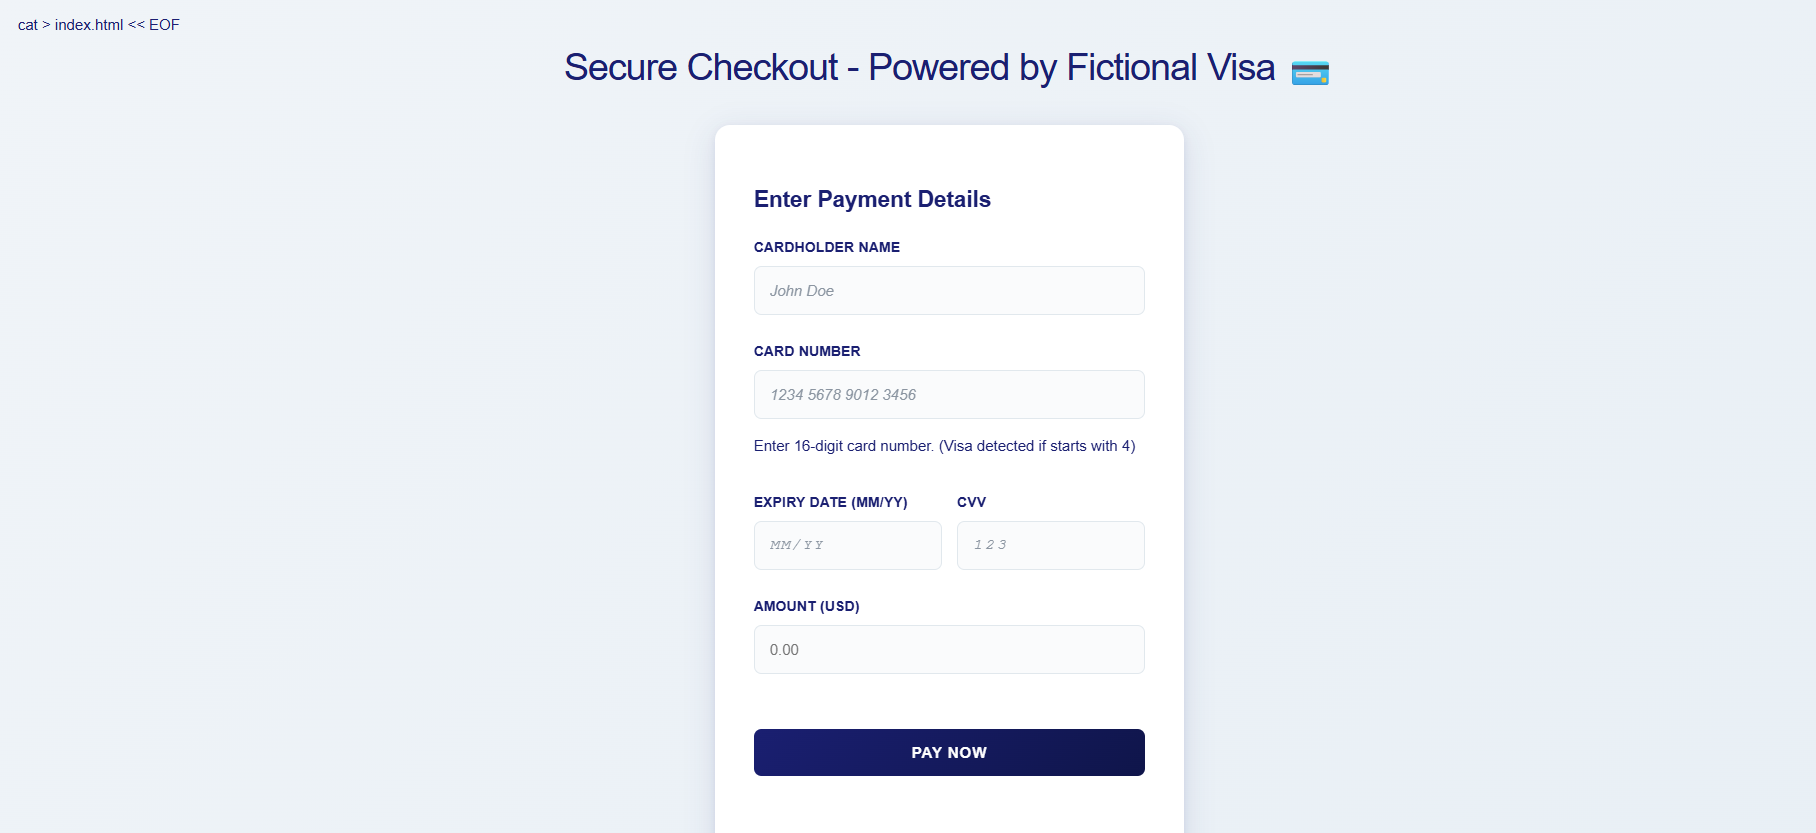 cat > index.html << EOF
Secure Checkout - Powered by Fictional Visa
Enter Payment Details
CARDHOLDER NAME
John Doe
CARD NUMBER
1234 5678 9012 3456
Enter 16-digit card number. (Visa detected if starts with 4)
EXPIRY DATE (MM/YY) CVV
MM/YY 123
AMOUNT (USD)
0.00
PAY NOW